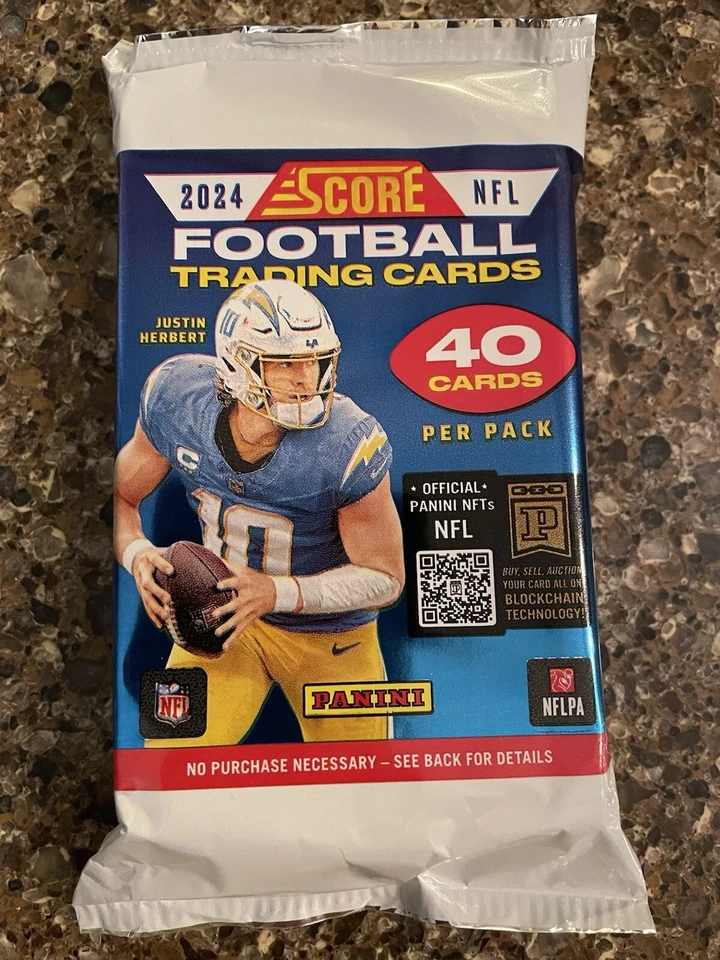 2024 SCORE NFL
FOOTBALL
TRADING CARDS
JUSTIN
HERBERT
40
CARDS
PER PACK
10
C
10
★ OFFICIAL ★
PANINI NFTs
NFL
P
BUY, SELL, AUCTION
YOUR CARD ALL ON
BLOCKCHAIN
TECHNOLOGY!
NFL
PANINI
NFLPA
NO PURCHASE NECESSARY – SEE BACK FOR DETAILS